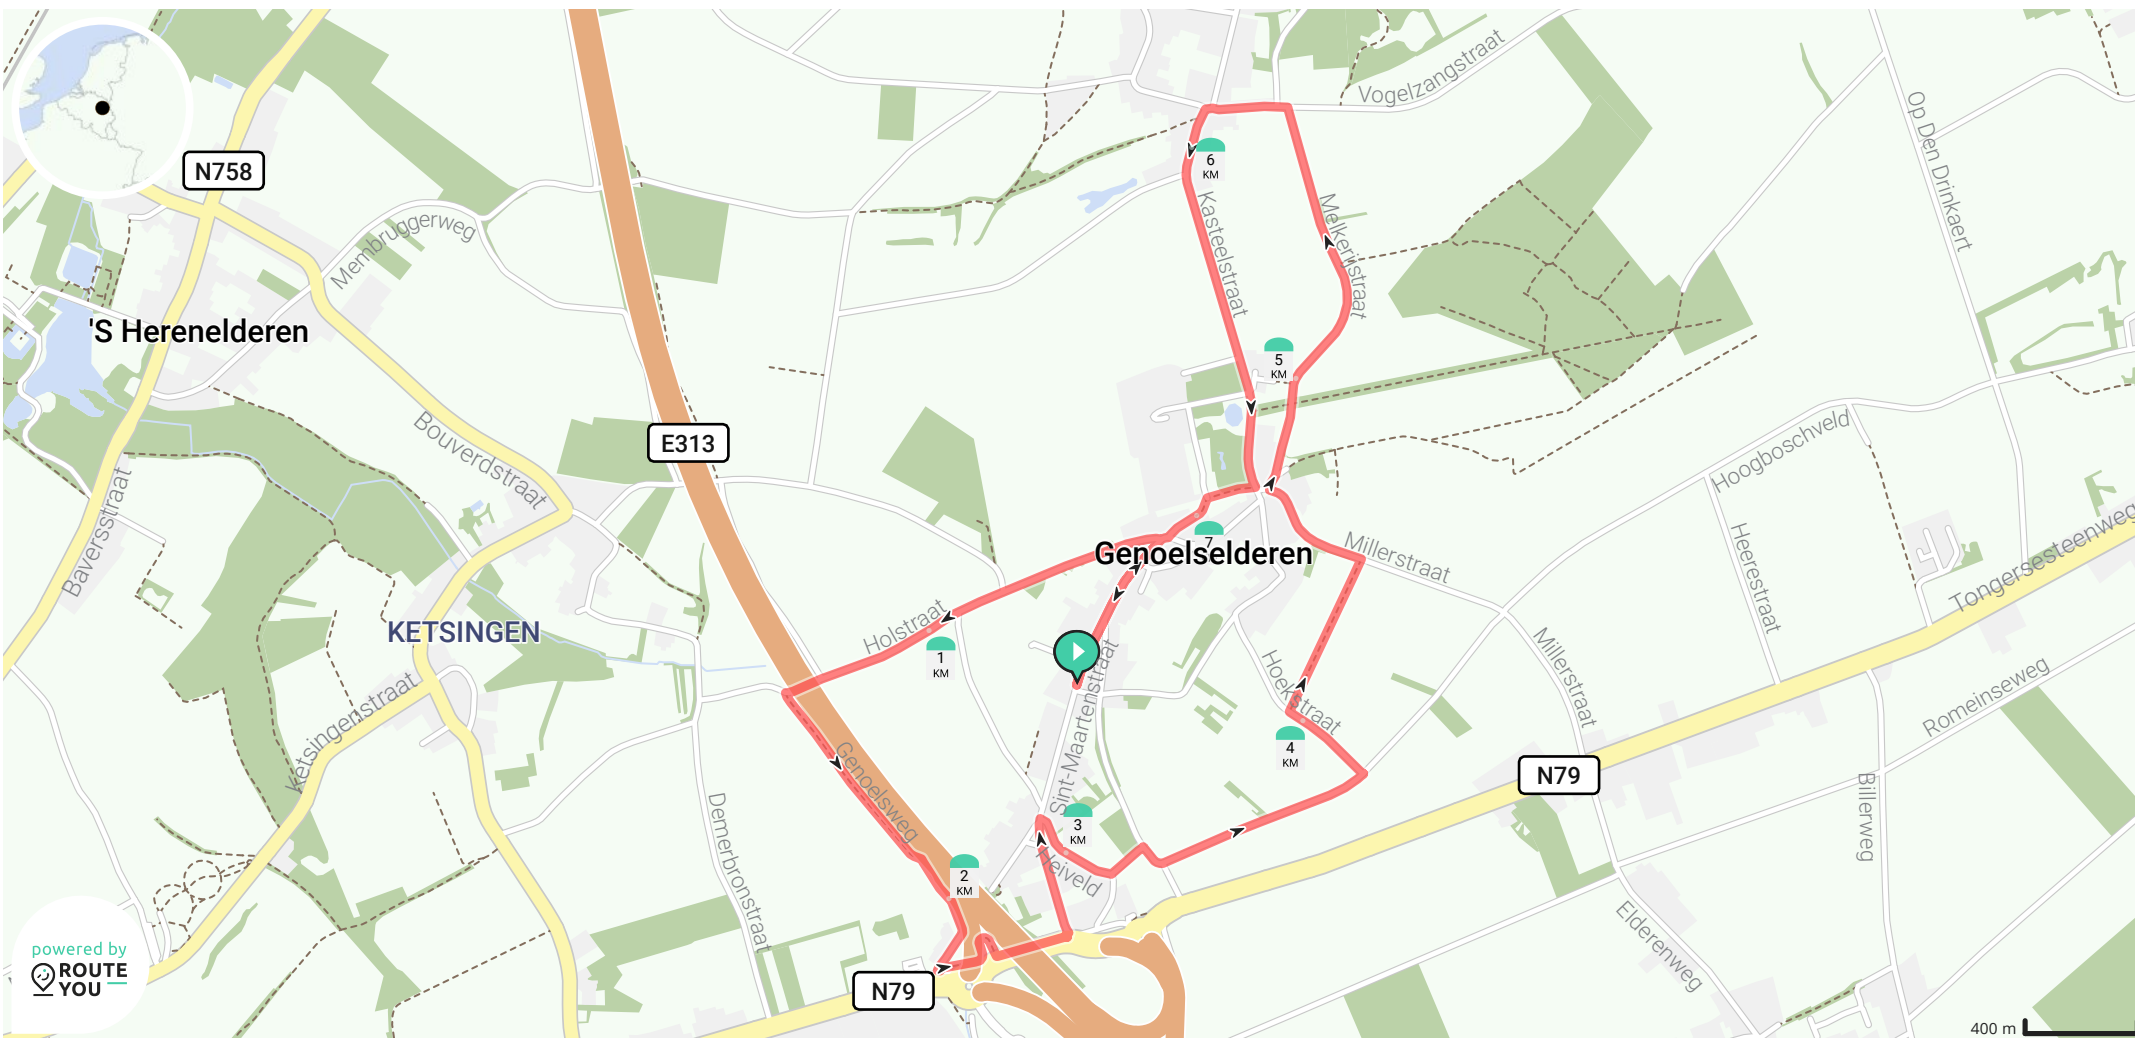 Vogelzangstraat
Op Den Drinkaert
N758
6
KM
Membruggerweg
Kasteelstraat
Melkerijstraat
'S Herenelderen
5
KM
Bouverdstraat
E313
Hoogboschveld
Baversstraat
Tongersesteenweg
7
Genoelselderen
Millerstraat
Heerestraat
KETSINGEN
Holstraat
1
KM
Sint-Maartenstraat
Hoekstraat
Millerstraat
Romeinseweg
Ketsingenstraat
4
KM
Genoelsweg
N79
Demerbronstraat
3
KM
Billerweg
Heiveld
2
KM
Elderenweg
powered by
ROUTE
YOU
N79
400 m